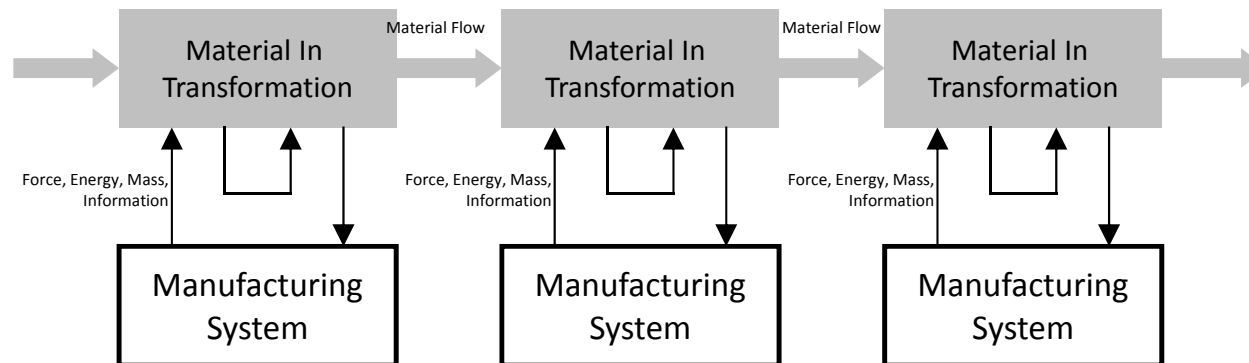 Material In
Transformation
Material Flow
Material In
Transformation
Material Flow
Material In
Transformation
Force, Energy, Mass,
Information
Force, Energy, Mass,
Information
Force, Energy, Mass,
Information
Manufacturing
System
Manufacturing
System
Manufacturing
System